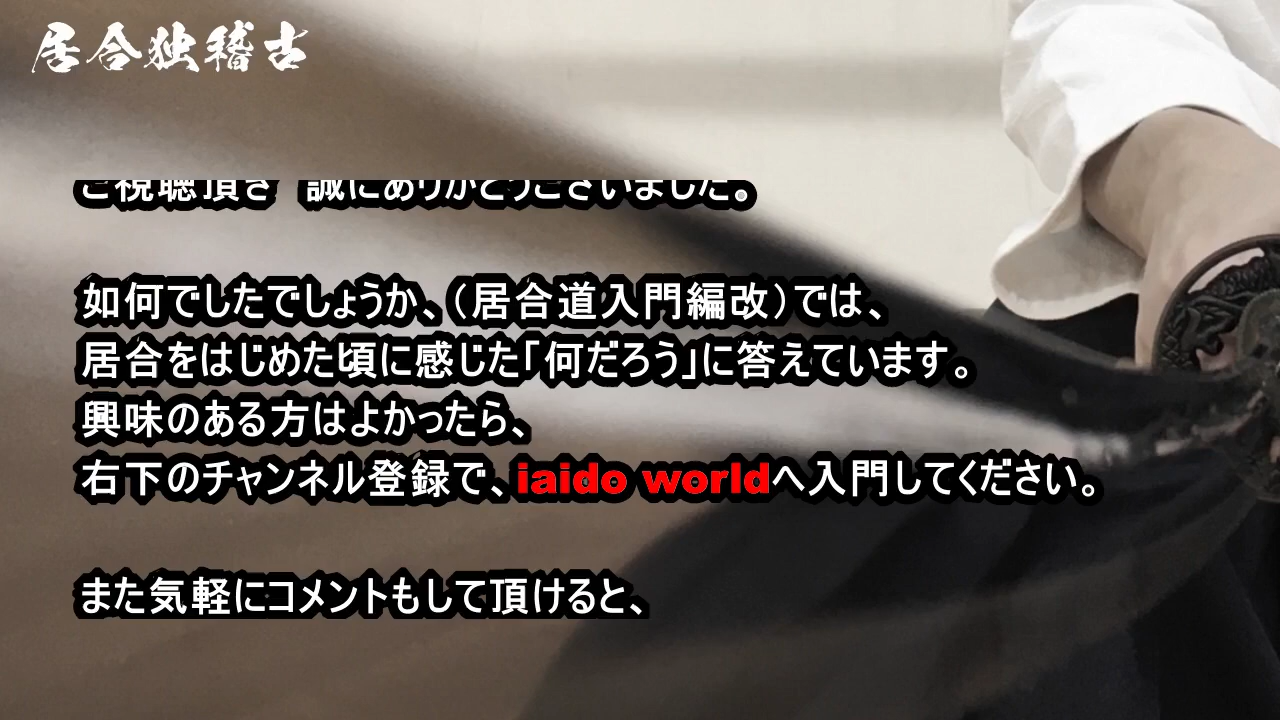 居合独稽古
ご視聴頂き 誠にありがとうございました。
如何でしたでしょうか、（居合道入門編改）では、
居合をはじめた頃に感じた「何だろう」に答えています。
興味のある方はよかったら、
右下のチャンネル登録で、iaido worldへ入門してください。
また気軽にコメントもして頂けると、